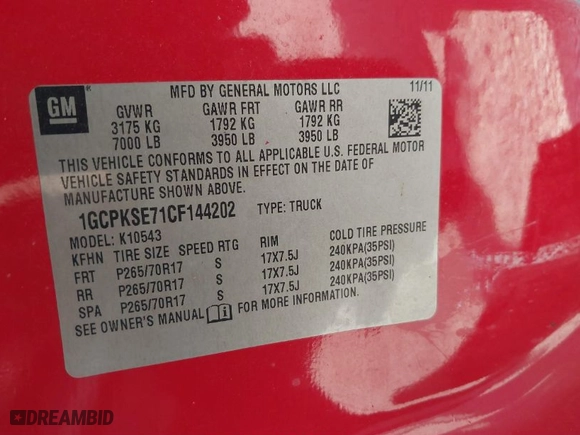 GM
MFD BY GENERAL MOTORS LLC 11/11
GVWR GAWR FRT GAWR RR
3175 KG 1792 KG 1792 KG
7000 LB 3950 LB 3950 LB
THIS VEHICLE CONFORMS TO ALL APPLICABLE U.S. FEDERAL MOTOR
VEHICLE SAFETY STANDARDS IN EFFECT ON THE DATE OF
MANUFACTURE SHOWN ABOVE.
1GCPKSE71CF144202 TYPE: TRUCK
MODEL: K10543
KFHN TIRE SIZE SPEED RTG RIM COLD TIRE PRESSURE
FRT P265/70R17 S 17X7.5J 240KPA(35PSI)
RR P265/70R17 S 17X7.5J 240KPA(35PSI)
SPA P265/70R17 S 17X7.5J 240KPA(35PSI)
SEE OWNER'S MANUAL FOR MORE INFORMATION.
DREAMBID